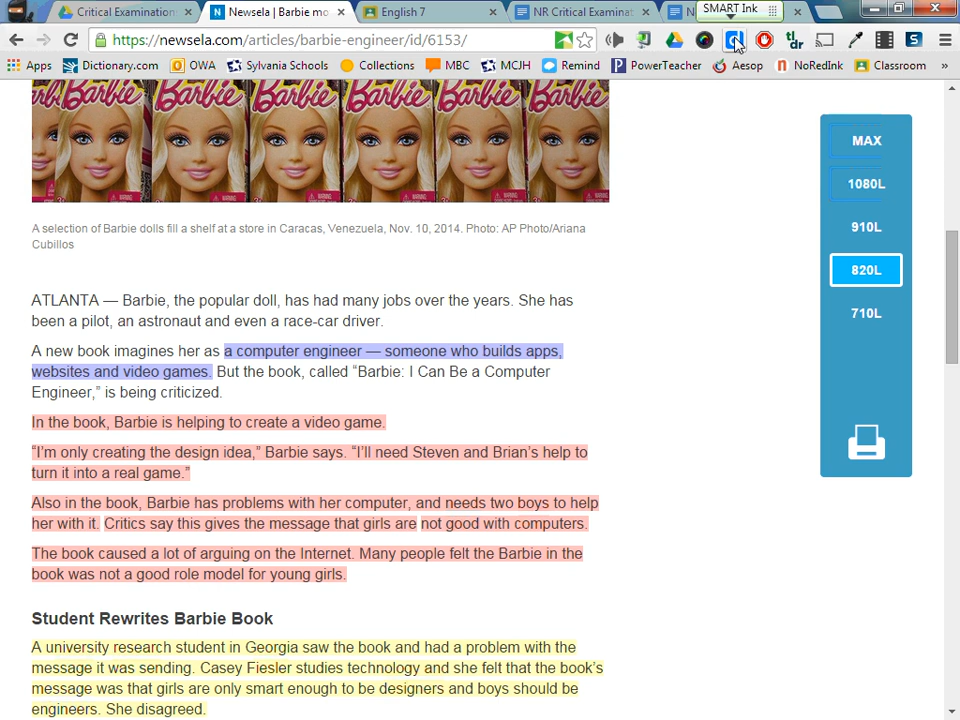 Critical Examination
Newsela | Barbie mo
English 7
NR Critical Examinat
N
SMART Ink
https://newsela.com/articles/barbie-engineer/id/6153/
tl;dr
S
Apps
Dictionary.com
OWA
Sylvania Schools
Collections
MBC
MCJH
Remind
PowerTeacher
Aesop
NoRedInk
Classroom
»
Barbie Barbie Barbie Barbie Barbie Barbie
A selection of Barbie dolls fill a shelf at a store in Caracas, Venezuela, Nov. 10, 2014. Photo: AP Photo/Ariana
Cubillos
ATLANTA — Barbie, the popular doll, has had many jobs over the years. She has
been a pilot, an astronaut and even a race-car driver.
A new book imagines her as a computer engineer — someone who builds apps,
websites and video games. But the book, called “Barbie: I Can Be a Computer
Engineer,” is being criticized.
In the book, Barbie is helping to create a video game.
“I’m only creating the design idea,” Barbie says. “I’ll need Steven and Brian’s help to
turn it into a real game.”
Also in the book, Barbie has problems with her computer, and needs two boys to help
her with it. Critics say this gives the message that girls are not good with computers.
The book caused a lot of arguing on the Internet. Many people felt the Barbie in the
book was not a good role model for young girls.
Student Rewrites Barbie Book
A university research student in Georgia saw the book and had a problem with the
message it was sending. Casey Fiesler studies technology and she felt that the book’s
message was that girls are only smart enough to be designers and boys should be
engineers. She disagreed.
MAX
1080L
910L
820L
710L